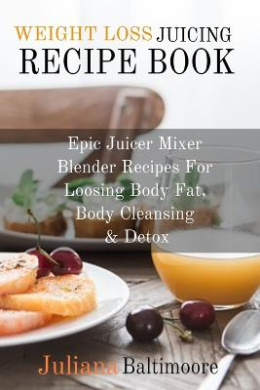 WEIGHT LOSS JUICING
RECIPE BOOK
Epic Juicer Mixer
Blender Recipes For
Loosing Body Fat,
Body Cleansing
& Detox
Juliana Baltimoore